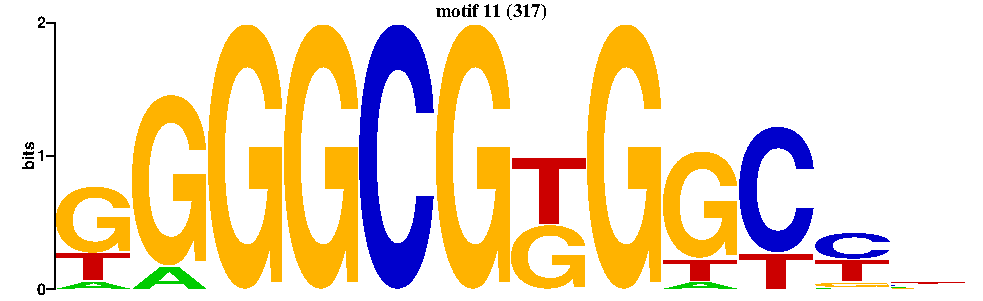 motif 11 (317)
2
1
0
bits
G G G G C G T G G C C
T A G T T T
A A